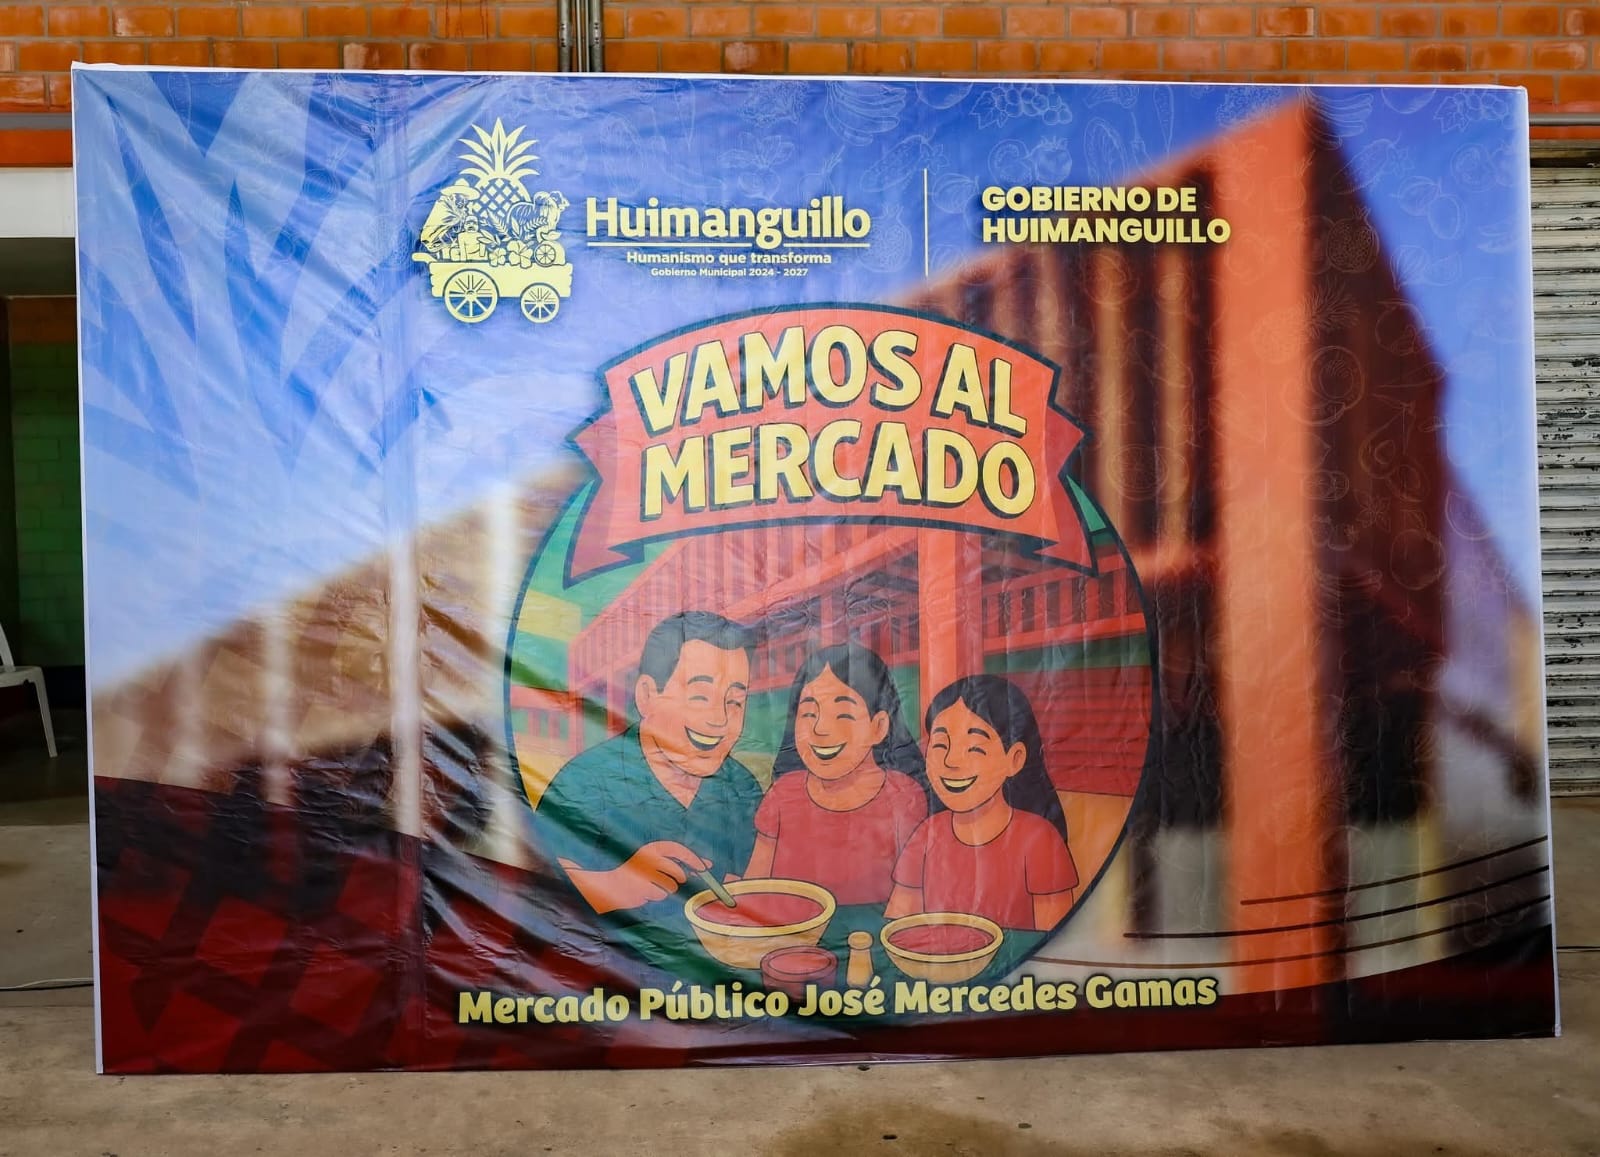 Huimanguillo
Humanismo que transforma
Gobierno Municipal 2024 - 2027
GOBIERNO DE
HUIMANGUILLO
VAMOS AL
MERCADO
Mercado Público José Mercedes Gamas